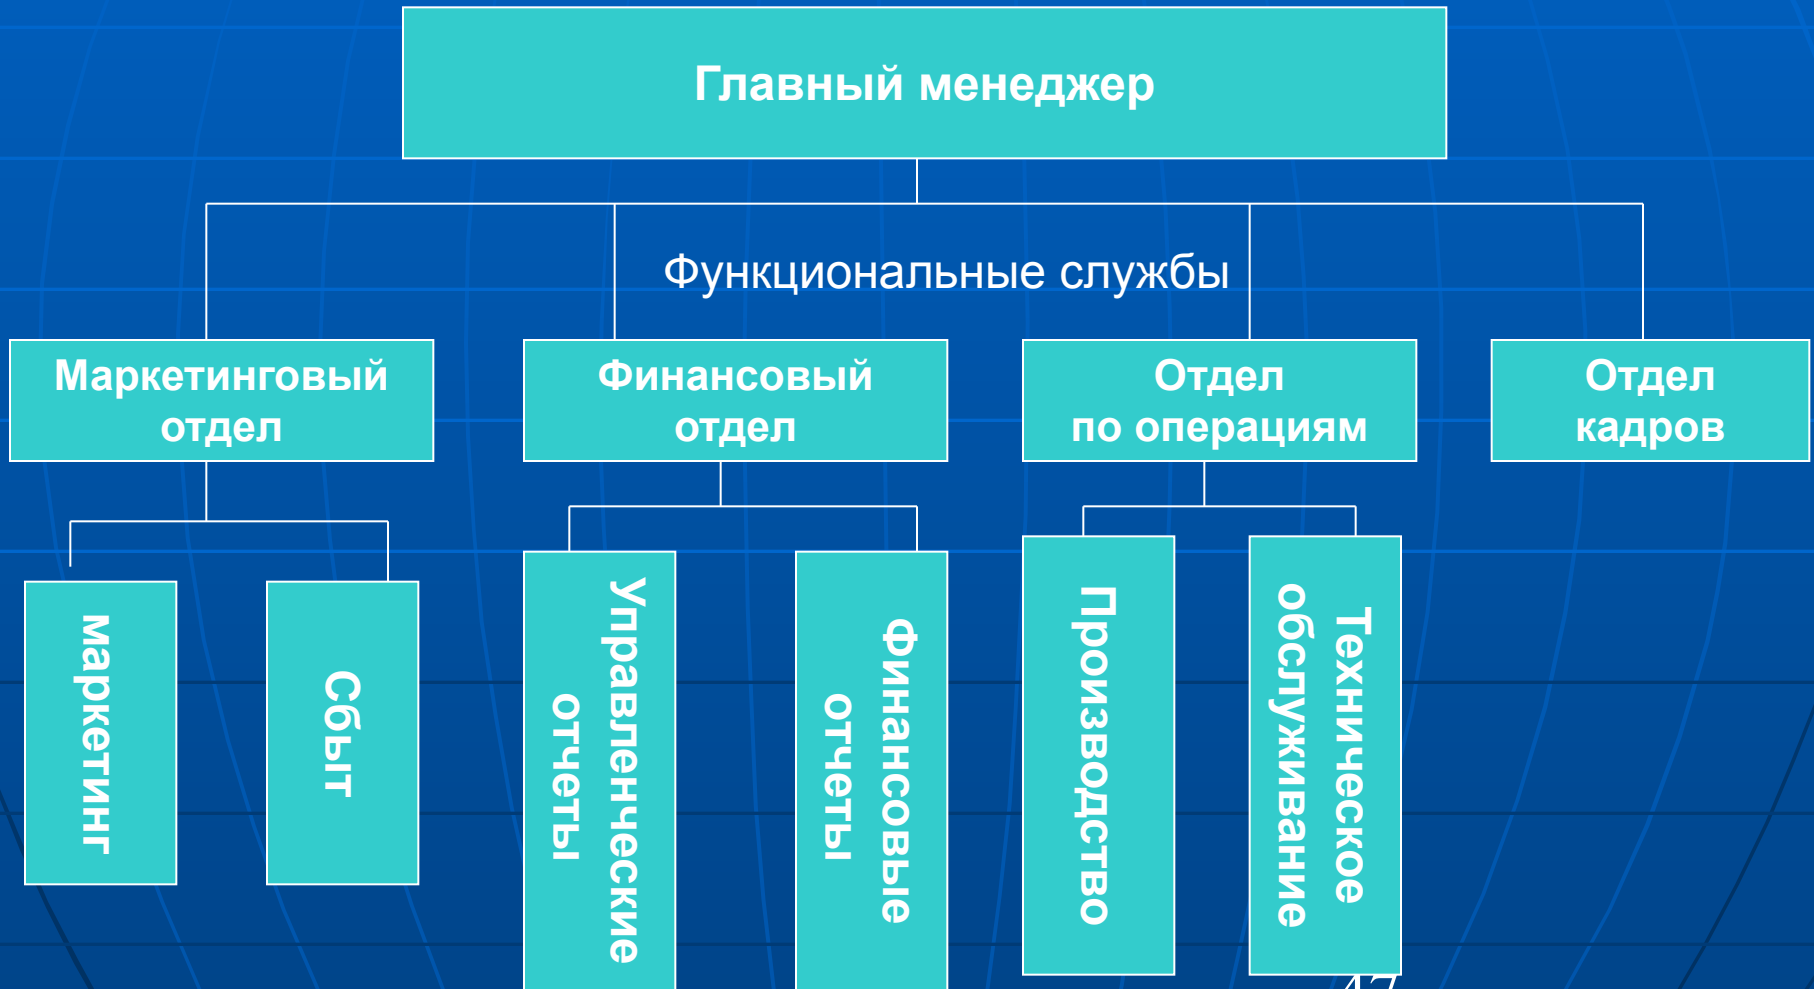 Главный менеджер
Функциональные службы
Маркетинговый
отдел
Финансовый
отдел
Отдел
по операциям
Отдел
кадров
маркетинг
Сбыт
Управленческие
отчеты
Финансовые
отчеты
Производство
Техническое
обслуживание
47